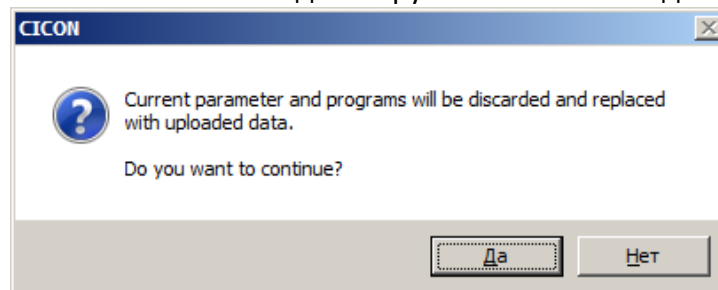 CICON
Current parameter and programs will be discarded and replaced
with uploaded data.
Do you want to continue?
Да
Нет